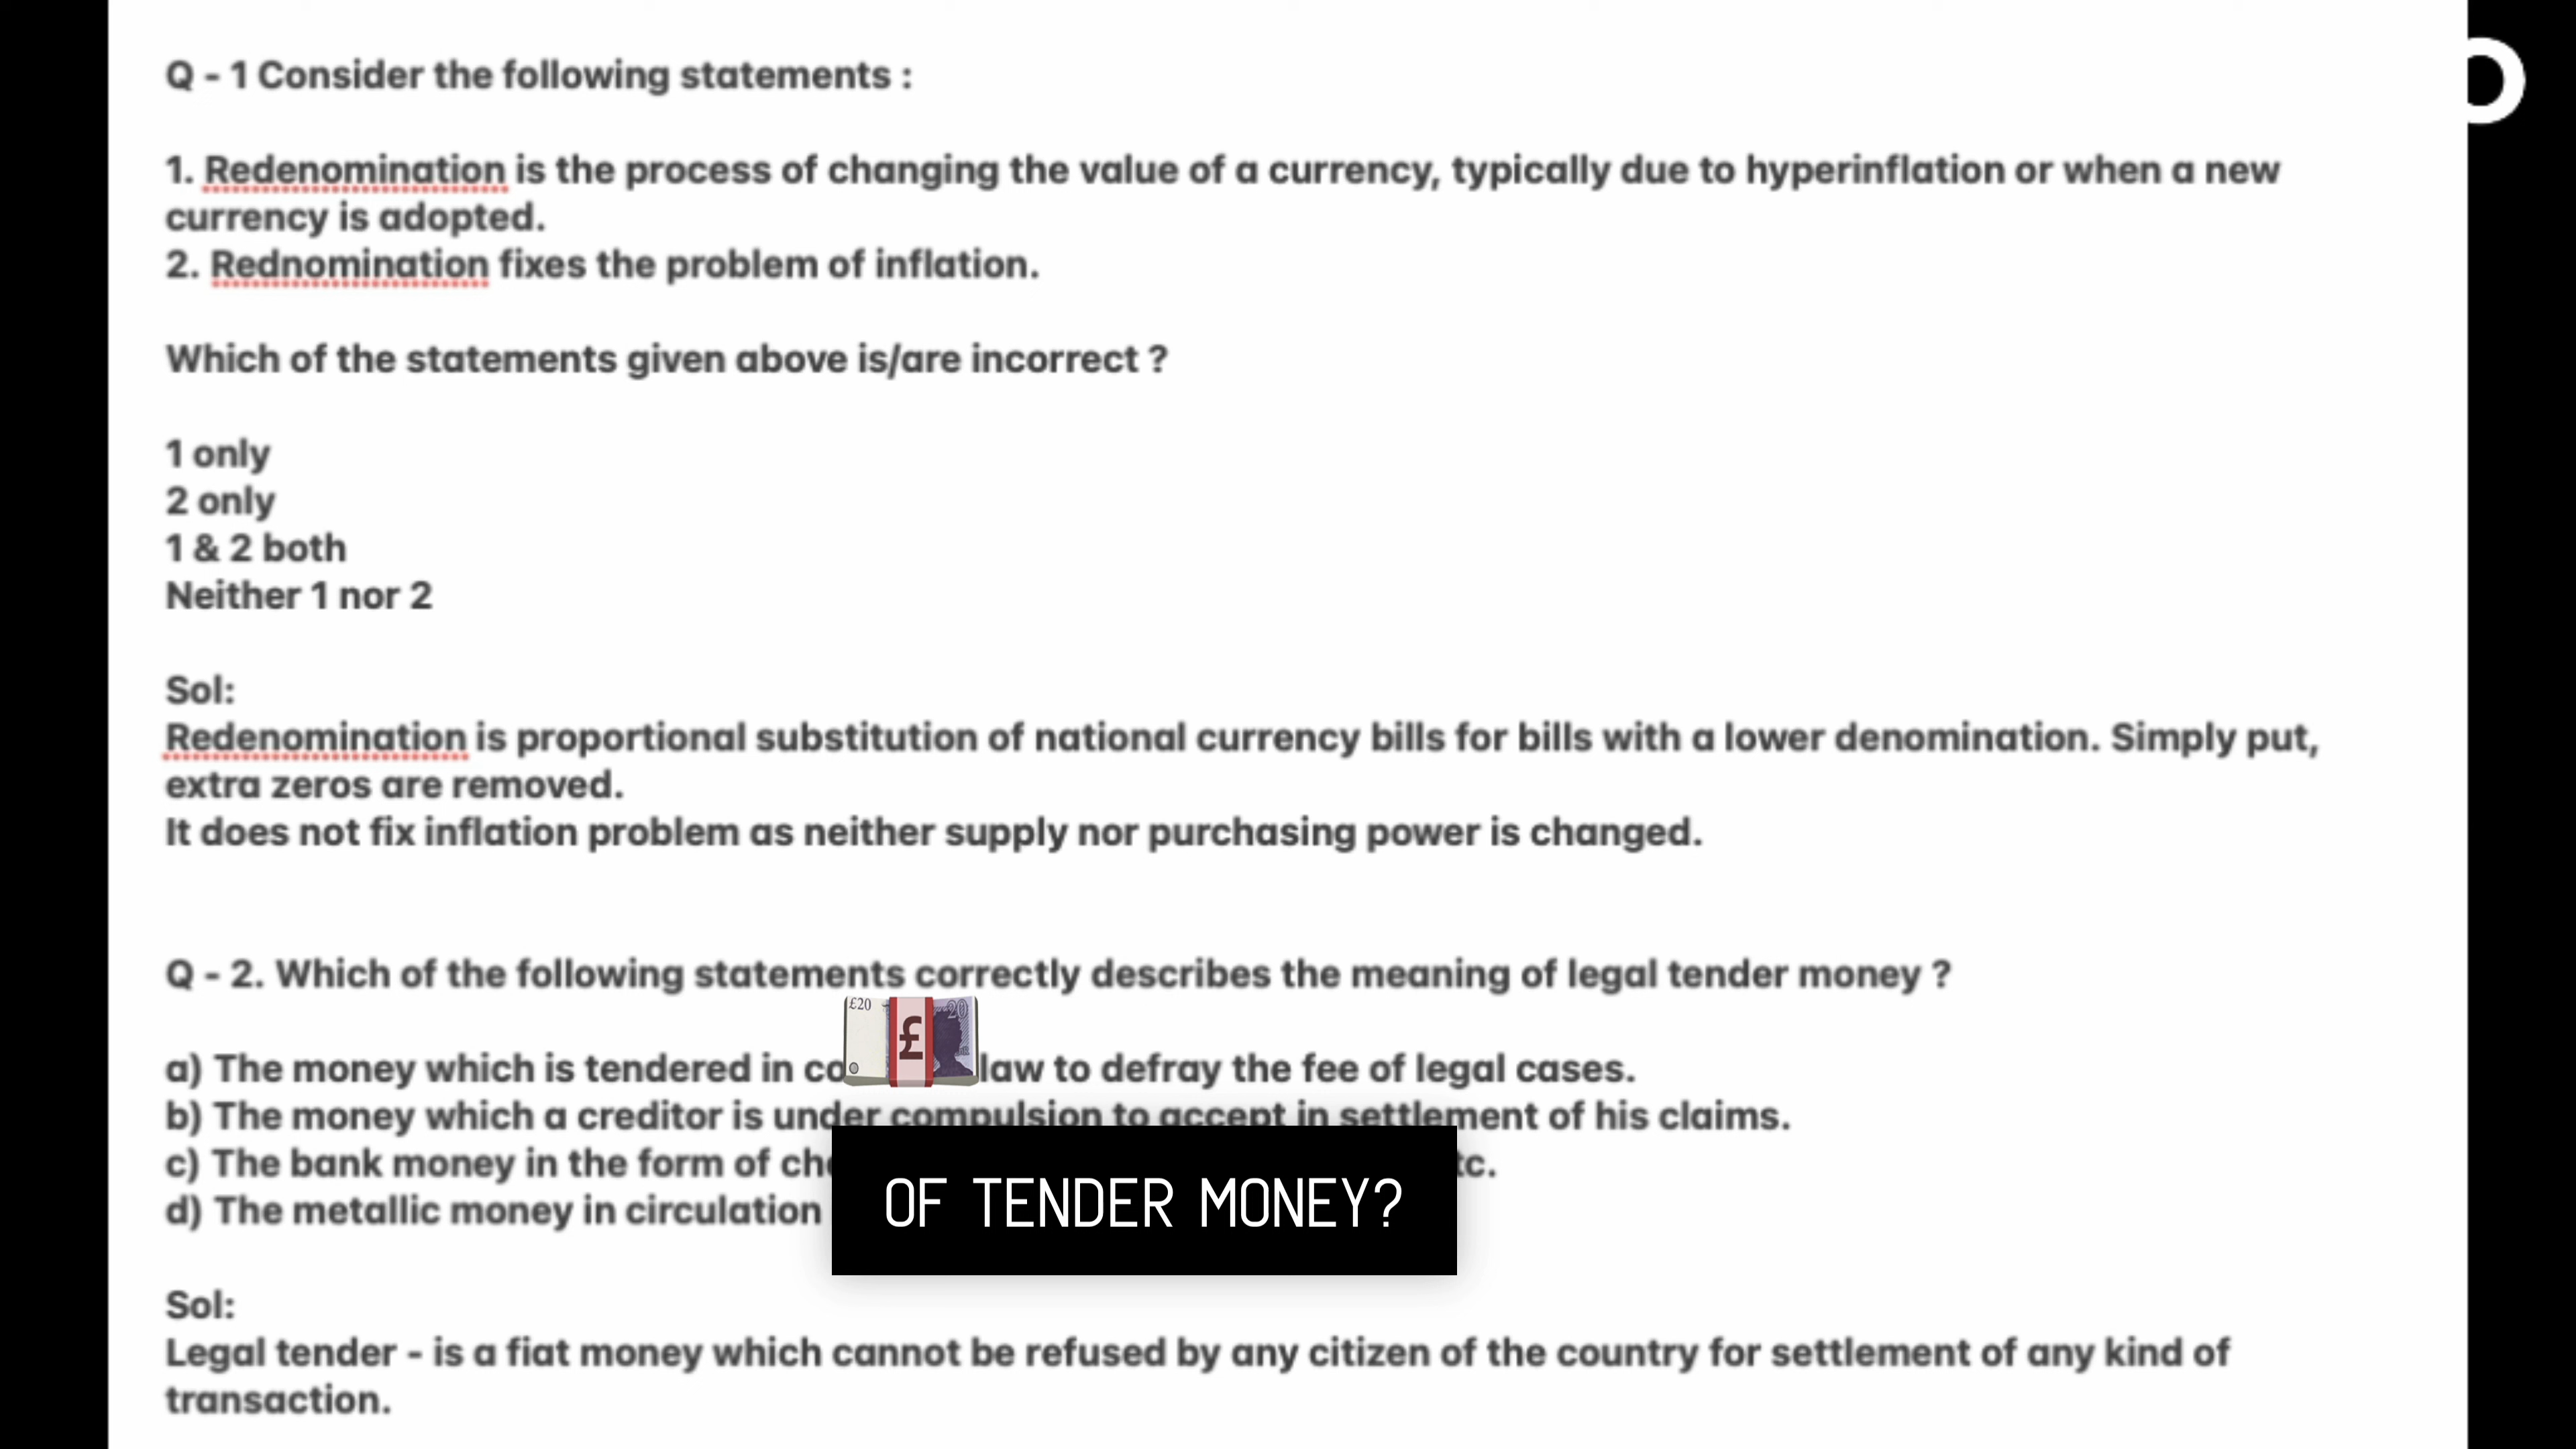 Q - 1 Consider the following statements :
1. Redenomination is the process of changing the value of a currency, typically due to hyperinflation or when a new
currency is adopted.
2. Rednomination fixes the problem of inflation.
Which of the statements given above is/are incorrect ?
1 only
2 only
1 & 2 both
Neither 1 nor 2
Sol:
Redenomination is proportional substitution of national currency bills for bills with a lower denomination. Simply put,
extra zeros are removed.
It does not fix inflation problem as neither supply nor purchasing power is changed.
Q - 2. Which of the following statements correctly describes the meaning of legal tender money ?
£20 £ 20
a) The money which is tendered in law to defray the fee of legal cases.
b) The money which a creditor is under compulsion to accept in settlement of his claims.
c) The bank money in the form of
d) The metallic money in circulation
OF TENDER MONEY?
Sol:
Legal tender - is a fiat money which cannot be refused by any citizen of the country for settlement of any kind of
transaction.